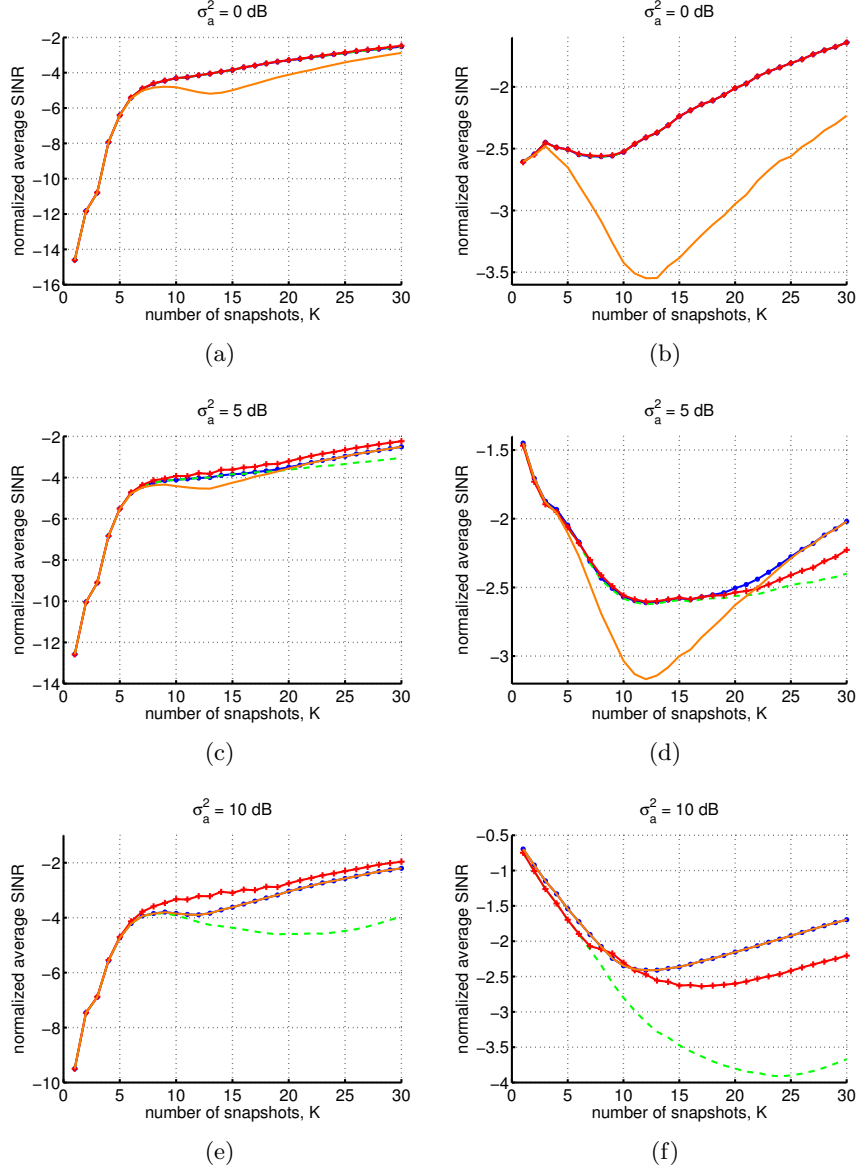 σ²ₐ = 0 dB
normalized average SINR
−2
−4
−6
−8
−10
−12
−14
−16
0 5 10 15 20 25 30
number of snapshots, K
(a)
σ²ₐ = 0 dB
normalized average SINR
−2
−2.5
−3
−3.5
0 5 10 15 20 25 30
number of snapshots, K
(b)
σ²ₐ = 5 dB
normalized average SINR
−2
−4
−6
−8
−10
−12
−14
0 5 10 15 20 25 30
number of snapshots, K
(c)
σ²ₐ = 5 dB
normalized average SINR
−1.5
−2
−2.5
−3
0 5 10 15 20 25 30
number of snapshots, K
(d)
σ²ₐ = 10 dB
normalized average SINR
−2
−4
−6
−8
−10
0 5 10 15 20 25 30
number of snapshots, K
(e)
σ²ₐ = 10 dB
normalized average SINR
−0.5
−1
−1.5
−2
−2.5
−3
−3.5
−4
0 5 10 15 20 25 30
number of snapshots, K
(f)